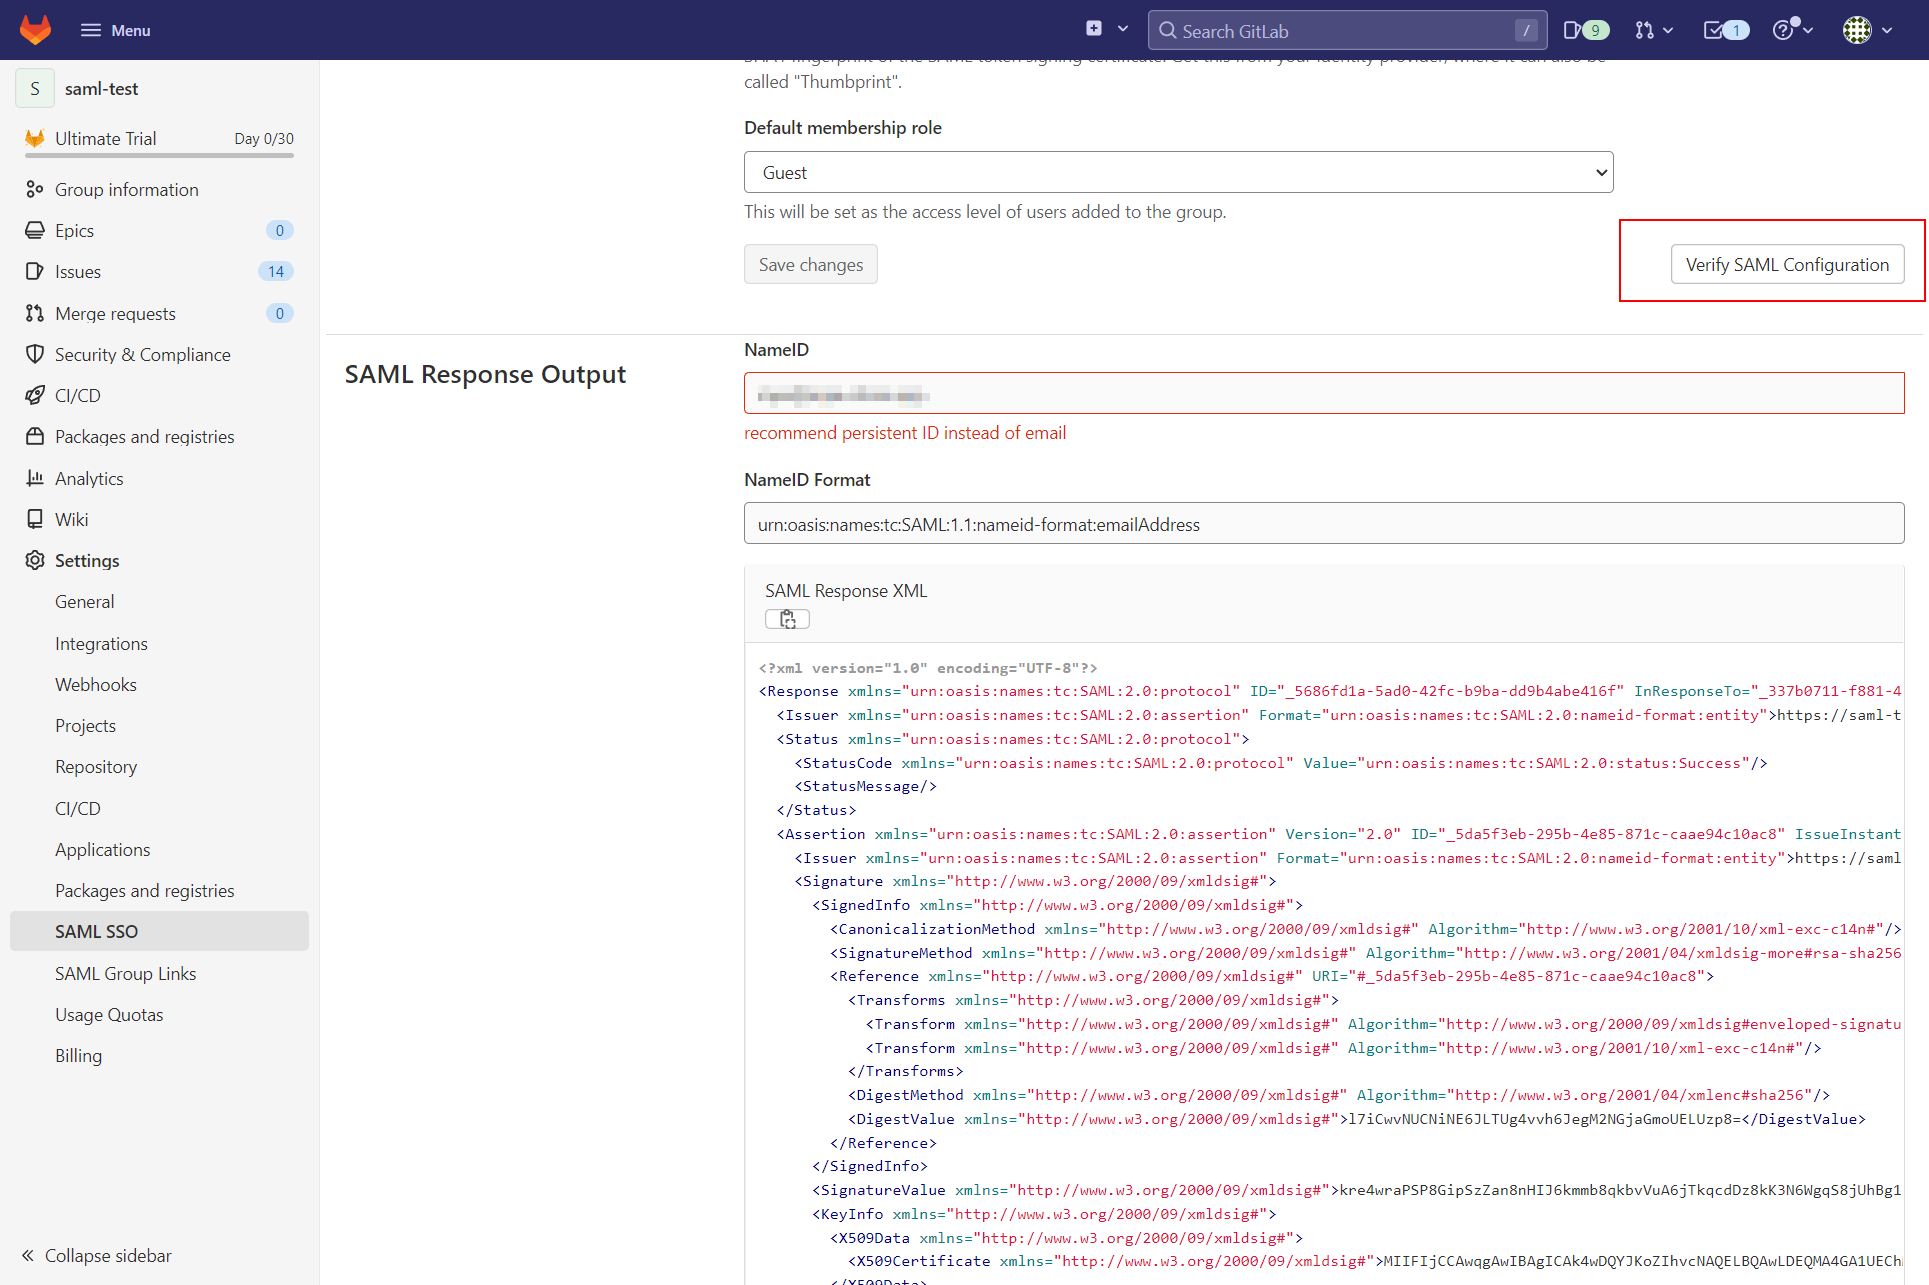 Menu
Search GitLab
/
9
1
S
saml-test
Ultimate Trial
Day 0/30
Group information
Epics
0
Issues
14
Merge requests
0
Security & Compliance
CI/CD
Packages and registries
Analytics
Wiki
Settings
General
Integrations
Webhooks
Projects
Repository
CI/CD
Applications
Packages and registries
SAML SSO
SAML Group Links
Usage Quotas
Billing
Collapse sidebar
called "Thumbprint".
Default membership role
Guest
This will be set as the access level of users added to the group.
Save changes
Verify SAML Configuration
SAML Response Output
NameID
recommend persistent ID instead of email
NameID Format
urn:oasis:names:tc:SAML:1.1:nameid-format:emailAddress
SAML Response XML
<?xml version="1.0" encoding="UTF-8"?>
<Response xmlns="urn:oasis:names:tc:SAML:2.0:protocol" ID="_5686fd1a-5ad0-42fc-b9ba-dd9b4abe416f" InResponseTo="_337b0711-f881-4
<Issuer xmlns="urn:oasis:names:tc:SAML:2.0:assertion" Format="urn:oasis:names:tc:SAML:2.0:nameid-format:entity">https://saml-t
<Status xmlns="urn:oasis:names:tc:SAML:2.0:protocol">
<StatusCode xmlns="urn:oasis:names:tc:SAML:2.0:protocol" Value="urn:oasis:names:tc:SAML:2.0:status:Success"/>
<StatusMessage/>
</Status>
<Assertion xmlns="urn:oasis:names:tc:SAML:2.0:assertion" Version="2.0" ID="_5da5f3eb-295b-4e85-871c-caae94c10ac8" IssueInstant
<Issuer xmlns="urn:oasis:names:tc:SAML:2.0:assertion" Format="urn:oasis:names:tc:SAML:2.0:nameid-format:entity">https://saml
<Signature xmlns="http://www.w3.org/2000/09/xmldsig#">
<SignedInfo xmlns="http://www.w3.org/2000/09/xmldsig#">
<CanonicalizationMethod xmlns="http://www.w3.org/2000/09/xmldsig#" Algorithm="http://www.w3.org/2001/10/xml-exc-c14n#"/>
<SignatureMethod xmlns="http://www.w3.org/2000/09/xmldsig#" Algorithm="http://www.w3.org/2001/04/xmldsig-more#rsa-sha256
<Reference xmlns="http://www.w3.org/2000/09/xmldsig#" URI="#_5da5f3eb-295b-4e85-871c-caae94c10ac8">
<Transforms xmlns="http://www.w3.org/2000/09/xmldsig#">
<Transform xmlns="http://www.w3.org/2000/09/xmldsig#" Algorithm="http://www.w3.org/2000/09/xmldsig#enveloped-signatu
<Transform xmlns="http://www.w3.org/2000/09/xmldsig#" Algorithm="http://www.w3.org/2001/10/xml-exc-c14n#"/>
</Transforms>
<DigestMethod xmlns="http://www.w3.org/2000/09/xmldsig#" Algorithm="http://www.w3.org/2001/04/xmlenc#sha256"/>
<DigestValue xmlns="http://www.w3.org/2000/09/xmldsig#">l7iCwvNUCNiNE6JLTUg4vvh6JegM2NGjaGmoUELUzp8=</DigestValue>
</Reference>
</SignedInfo>
<SignatureValue xmlns="http://www.w3.org/2000/09/xmldsig#">kre4wraPSP8GipSzZan8nHIJ6kmmb8qkbvVuA6jTkqcdDz8kK3N6WgqS8jUhBg1
<KeyInfo xmlns="http://www.w3.org/2000/09/xmldsig#">
<X509Data xmlns="http://www.w3.org/2000/09/xmldsig#">
<X509Certificate xmlns="http://www.w3.org/2000/09/xmldsig#">MIIFIjCCAwqgAwIBAgICAk4wDQYJKoZIhvcNAQELBQAwLDEQMA4GA1UECh
</X509Data>